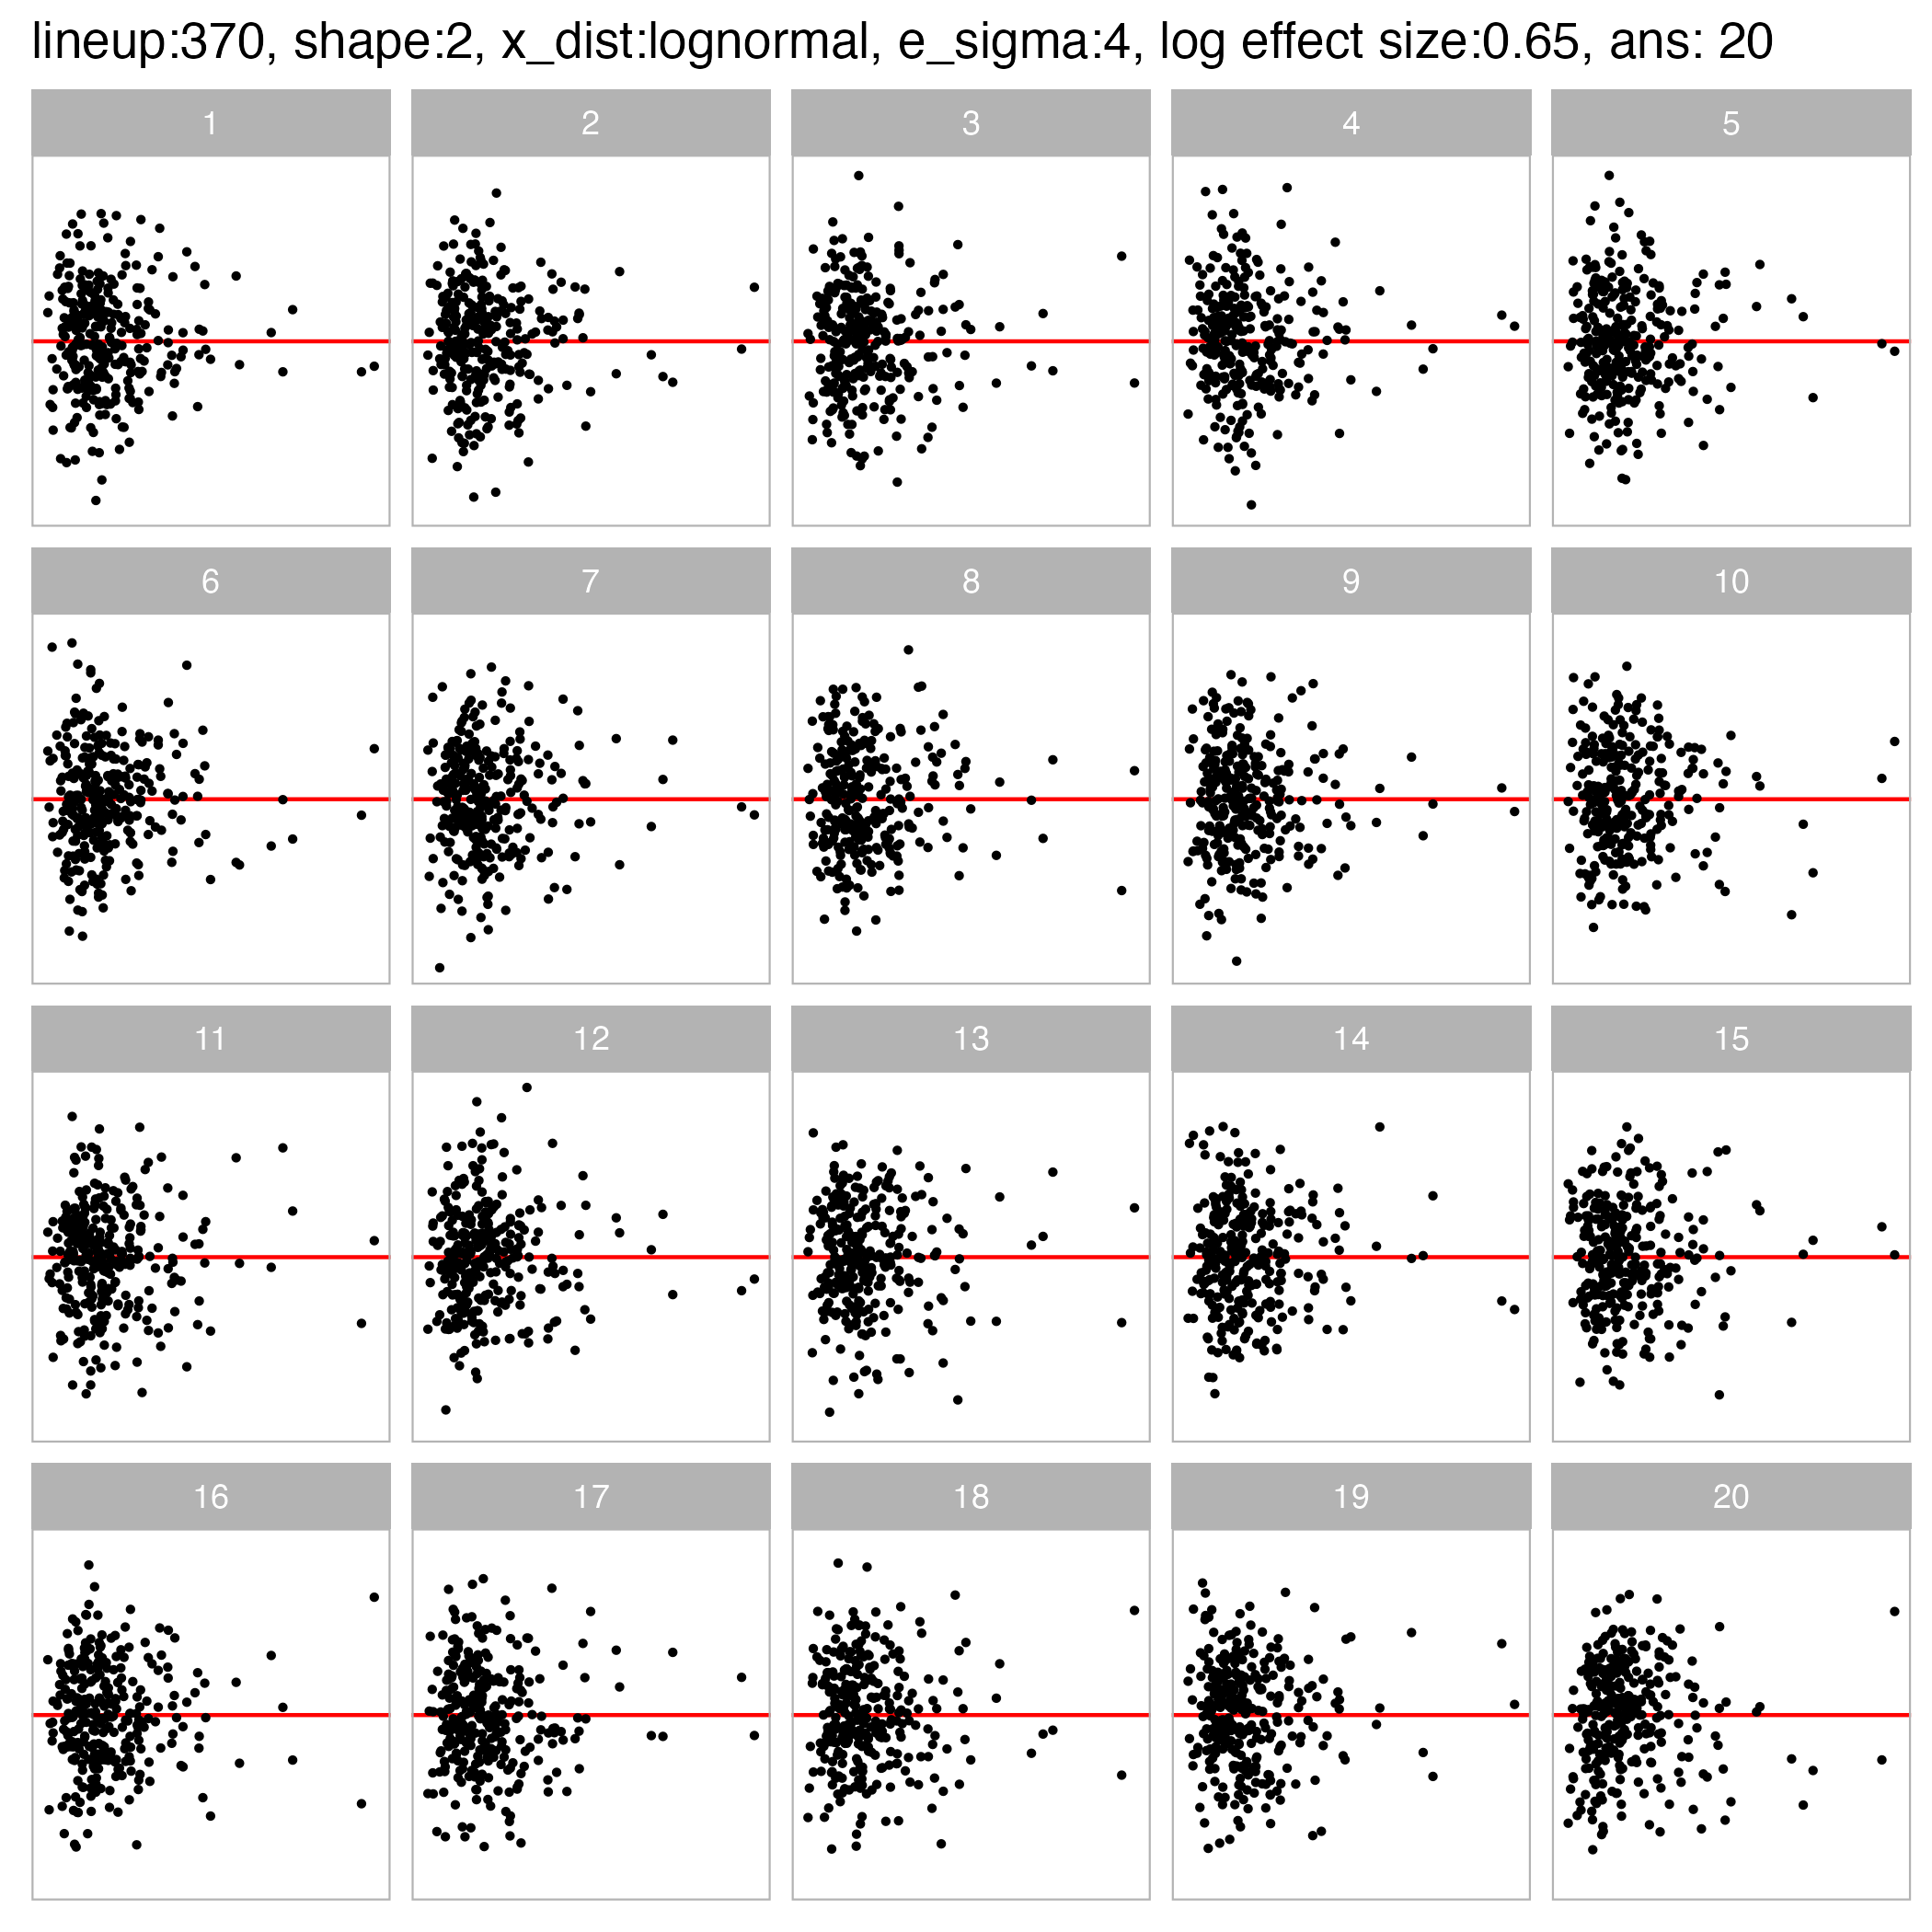 lineup:370, shape:2, x_dist:lognormal, e_sigma:4, log effect size:0.65, ans: 20
1 2 3 4 5
6 7 8 9 10
11 12 13 14 15
16 17 18 19 20